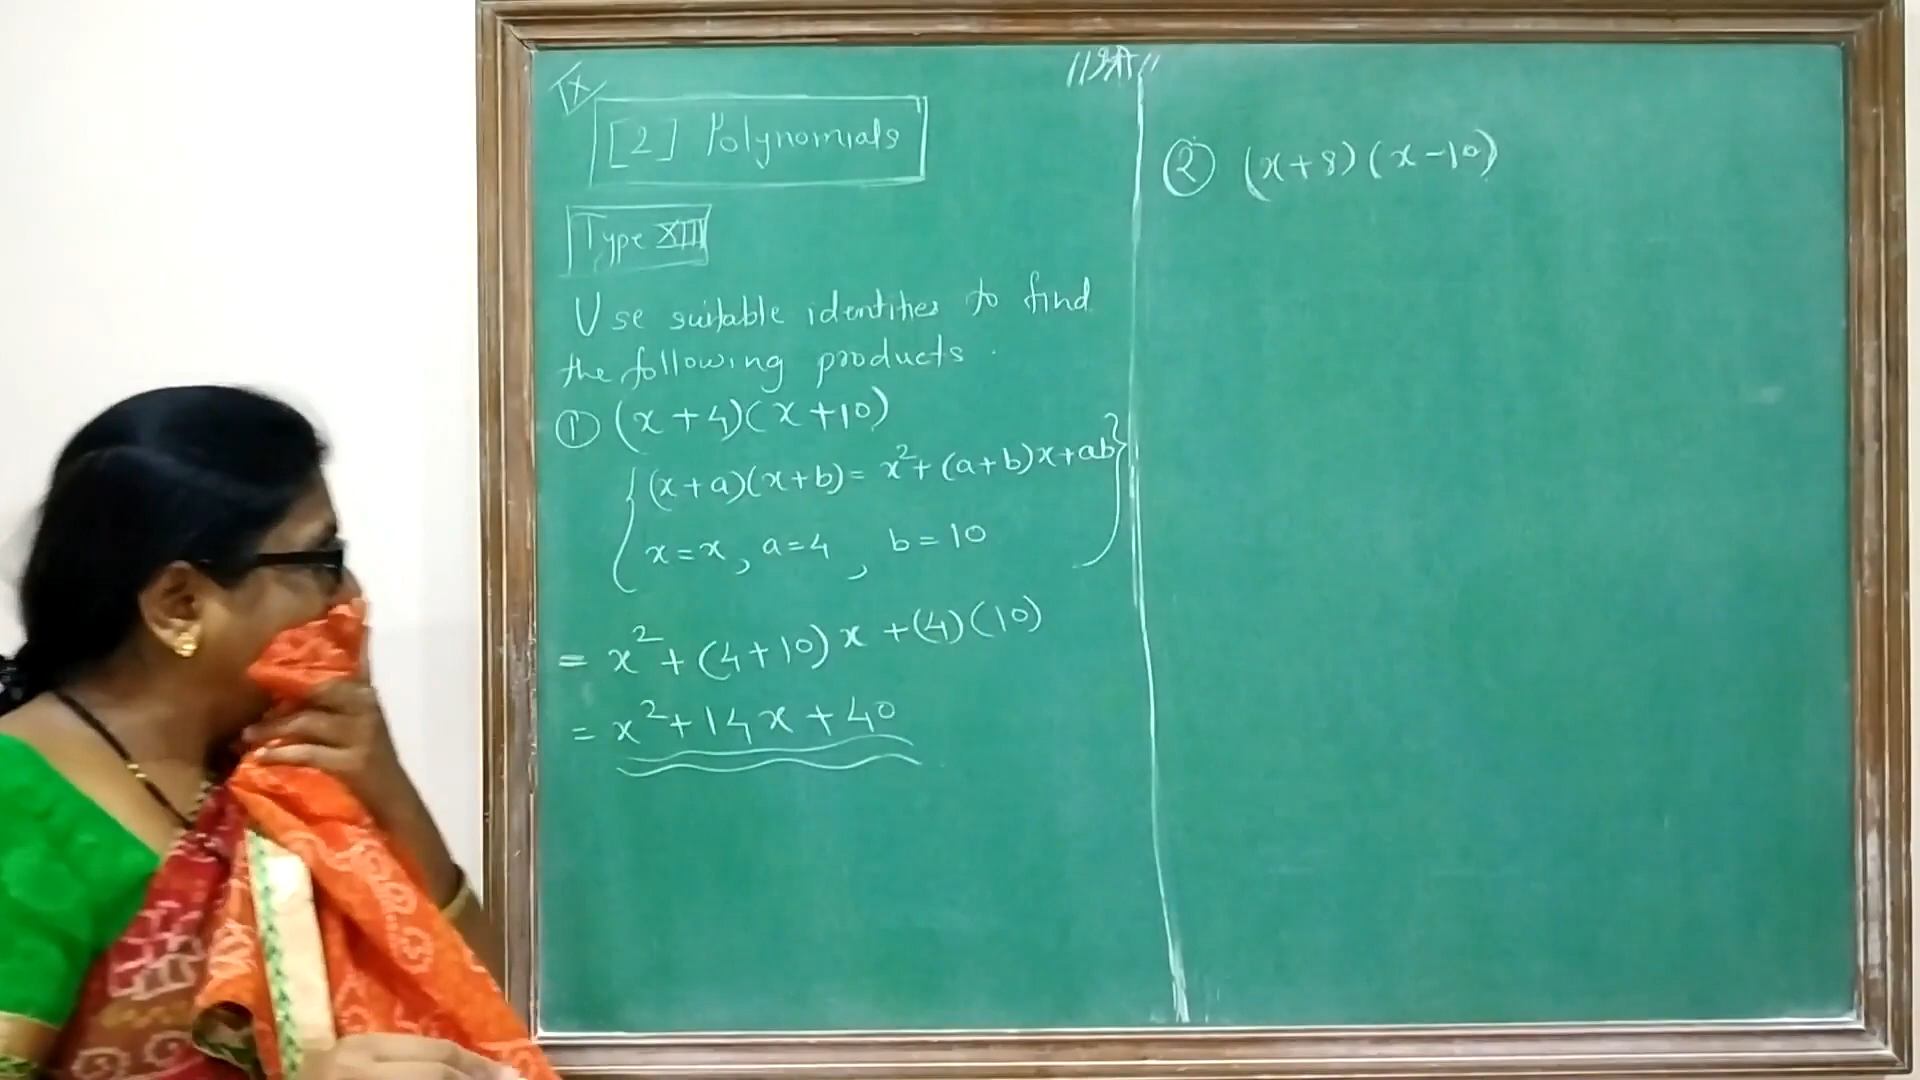 IX
[2] Polynomials
Type XIII
Use suitable identities to find
the following products.
① (x+4)(x+10)
{(x+a)(x+b) = x²+(a+b)x+ab}
x=x, a=4, b=10
= x²+(4+10)x+(4)(10)
= x²+14x+40
② (x+8)(x-10)